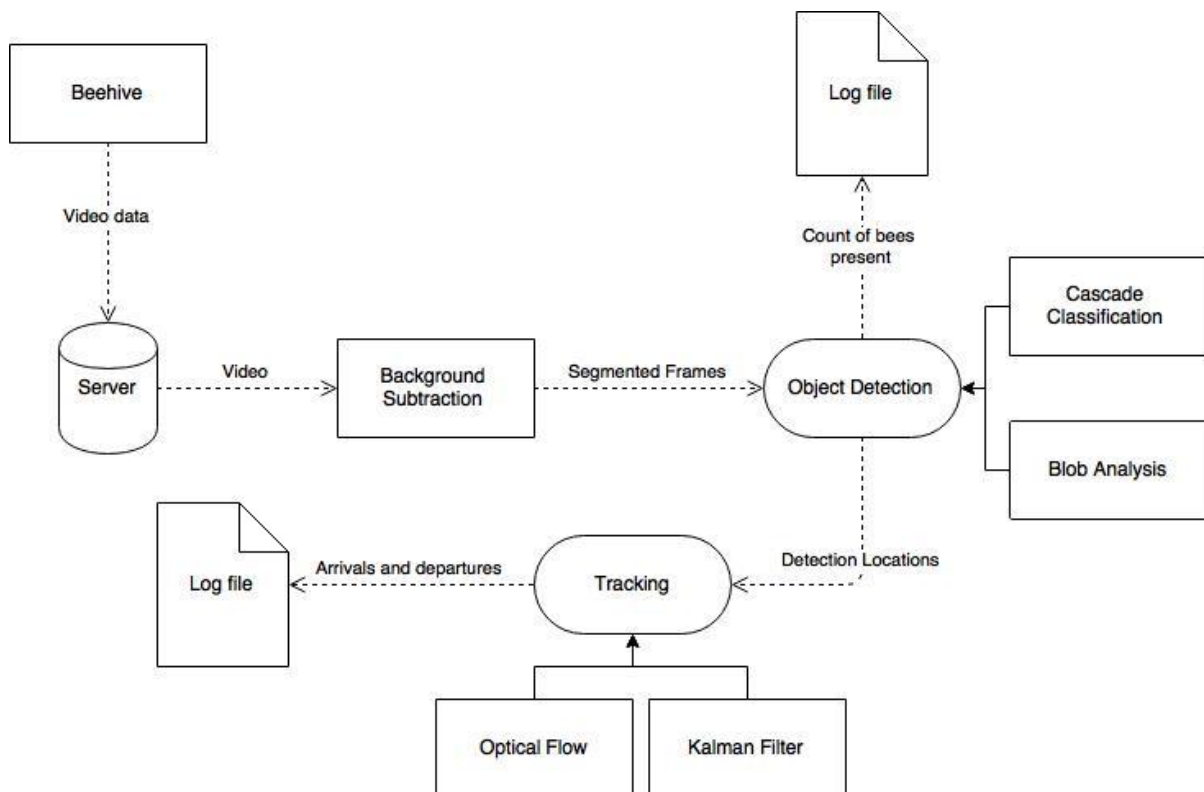 Beehive
Log file
Video data
Count of bees
present
Cascade
Classification
Server
Video
Background
Subtraction
Segmented Frames
Object Detection
Blob Analysis
Log file
Arrivals and departures
Tracking
Detection Locations
Optical Flow
Kalman Filter